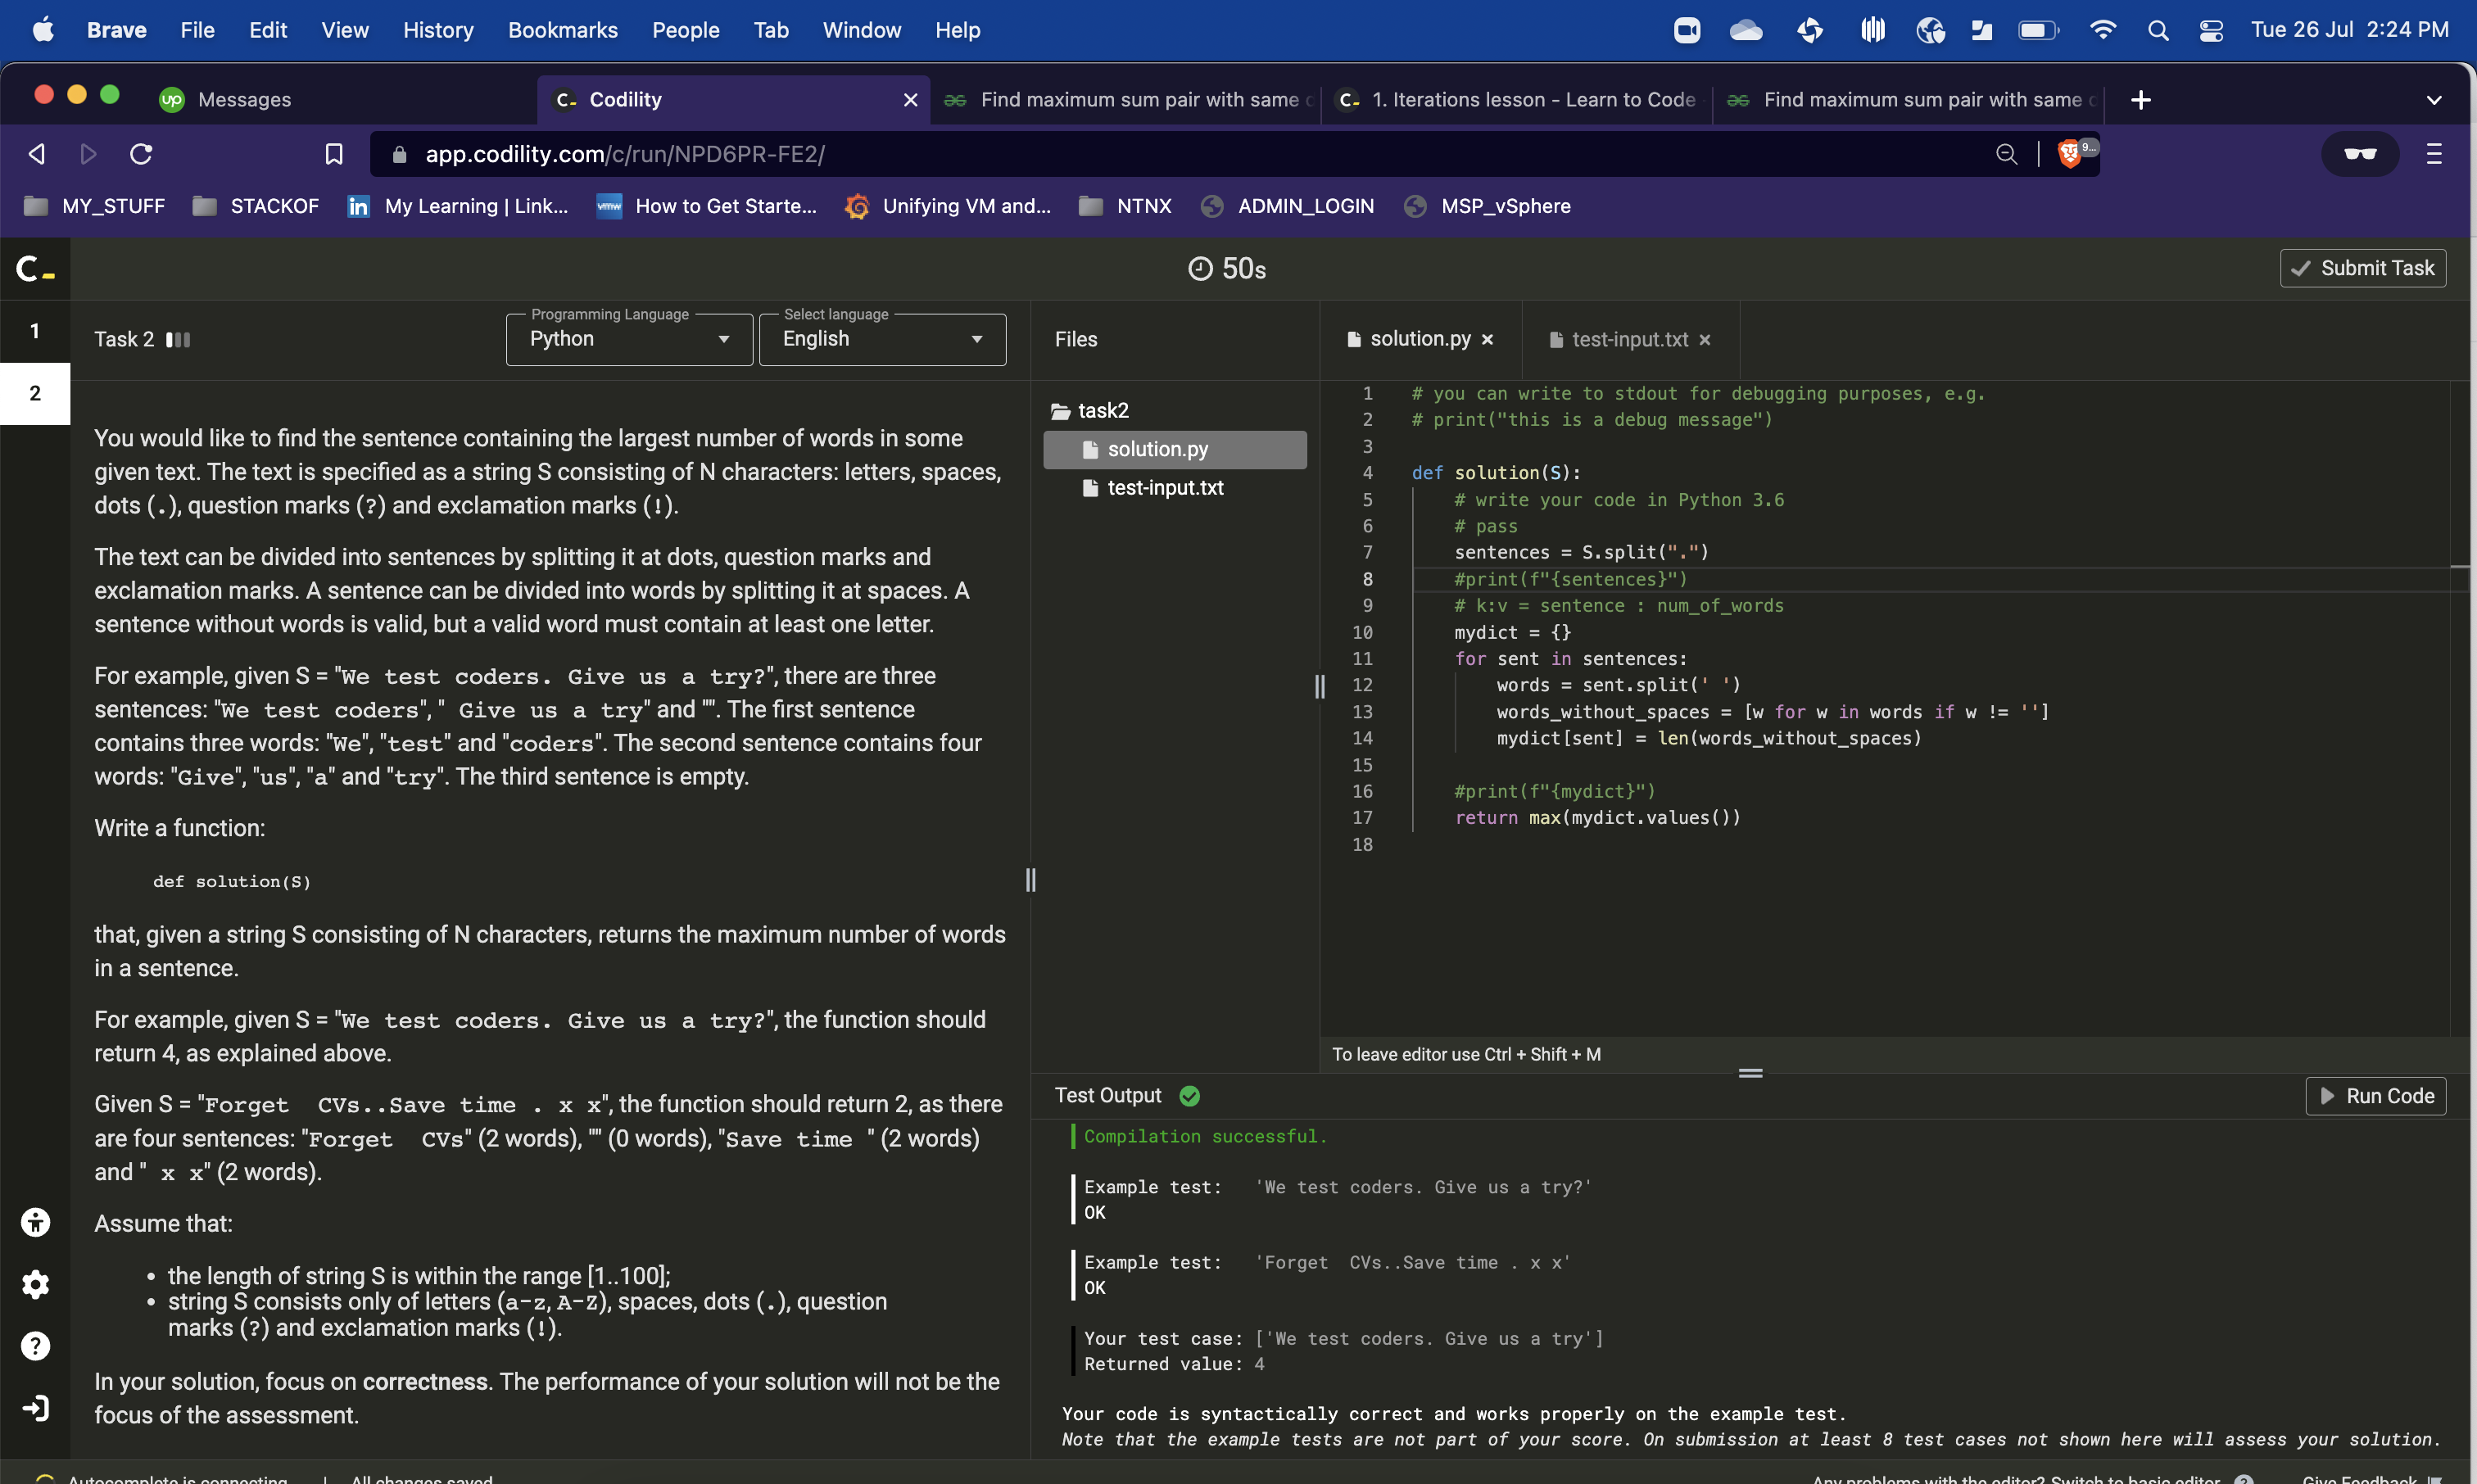 Brave File Edit View History Bookmarks People Tab Window Help Tue 26 Jul 2:24 PM
up Messages C- Codility Find maximum sum pair with same C- 1. Iterations lesson - Learn to Code Find maximum sum pair with same
app.codility.com/c/run/NPD6PR-FE2/ 9...
MY_STUFF STACKOF in My Learning | Link... vmw How to Get Starte... Unifying VM and... NTNX ADMIN_LOGIN MSP_vSphere
C- 50s Submit Task
1
2
Task 2
Programming Language
Python
Select language
English
You would like to find the sentence containing the largest number of words in some
given text. The text is specified as a string S consisting of N characters: letters, spaces,
dots (.), question marks (?) and exclamation marks (!).
The text can be divided into sentences by splitting it at dots, question marks and
exclamation marks. A sentence can be divided into words by splitting it at spaces. A
sentence without words is valid, but a valid word must contain at least one letter.
For example, given S = "We test coders. Give us a try?", there are three
sentences: "We test coders", " Give us a try" and "". The first sentence
contains three words: "We", "test" and "coders". The second sentence contains four
words: "Give", "us", "a" and "try". The third sentence is empty.
Write a function:
def solution(S)
that, given a string S consisting of N characters, returns the maximum number of words
in a sentence.
For example, given S = "We test coders. Give us a try?", the function should
return 4, as explained above.
Given S = "Forget  CVs..Save time . x x", the function should return 2, as there
are four sentences: "Forget  CVs" (2 words), "" (0 words), "Save time " (2 words)
and " x x" (2 words).
Assume that:
• the length of string S is within the range [1..100];
• string S consists only of letters (a-z, A-Z), spaces, dots (.), question
marks (?) and exclamation marks (!).
In your solution, focus on correctness. The performance of your solution will not be the
focus of the assessment.
Files
task2
solution.py
test-input.txt
solution.py × test-input.txt ×
1 # you can write to stdout for debugging purposes, e.g.
2 # print("this is a debug message")
3
4 def solution(S):
5     # write your code in Python 3.6
6     # pass
7     sentences = S.split(".")
8     #print(f"{sentences}")
9     # k:v = sentence : num_of_words
10     mydict = {}
11     for sent in sentences:
12         words = sent.split(' ')
13         words_without_spaces = [w for w in words if w != '']
14         mydict[sent] = len(words_without_spaces)
15
16     #print(f"{mydict}")
17     return max(mydict.values())
18
To leave editor use Ctrl + Shift + M
Test Output Run Code
Compilation successful.
Example test:   'We test coders. Give us a try?'
OK
Example test:   'Forget  CVs..Save time . x x'
OK
Your test case: ['We test coders. Give us a try']
Returned value: 4
Your code is syntactically correct and works properly on the example test.
Note that the example tests are not part of your score. On submission at least 8 test cases not shown here will assess your solution.
Autocomplete is connecting | All changes saved Any problems with the editor? Switch to basic editor ? Give Feedback